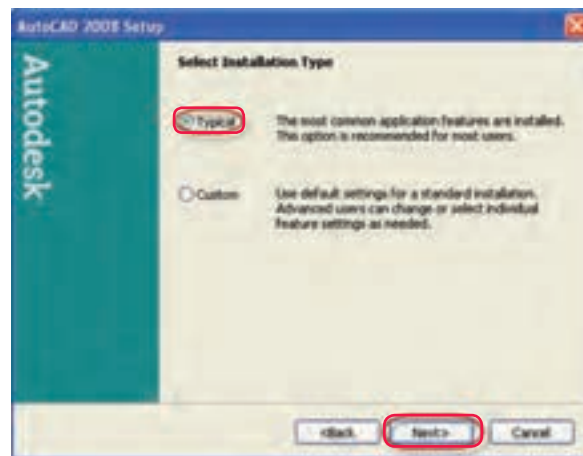 AutoCAD 2008 Setup
Autodesk
Select Installation Type
Typical
The most common application features are installed.
This option is recommended for most users.
Custom
Use default settings for a standard installation.
Advanced users can change or select individual
feature settings as needed.
<Back
Next>
Cancel